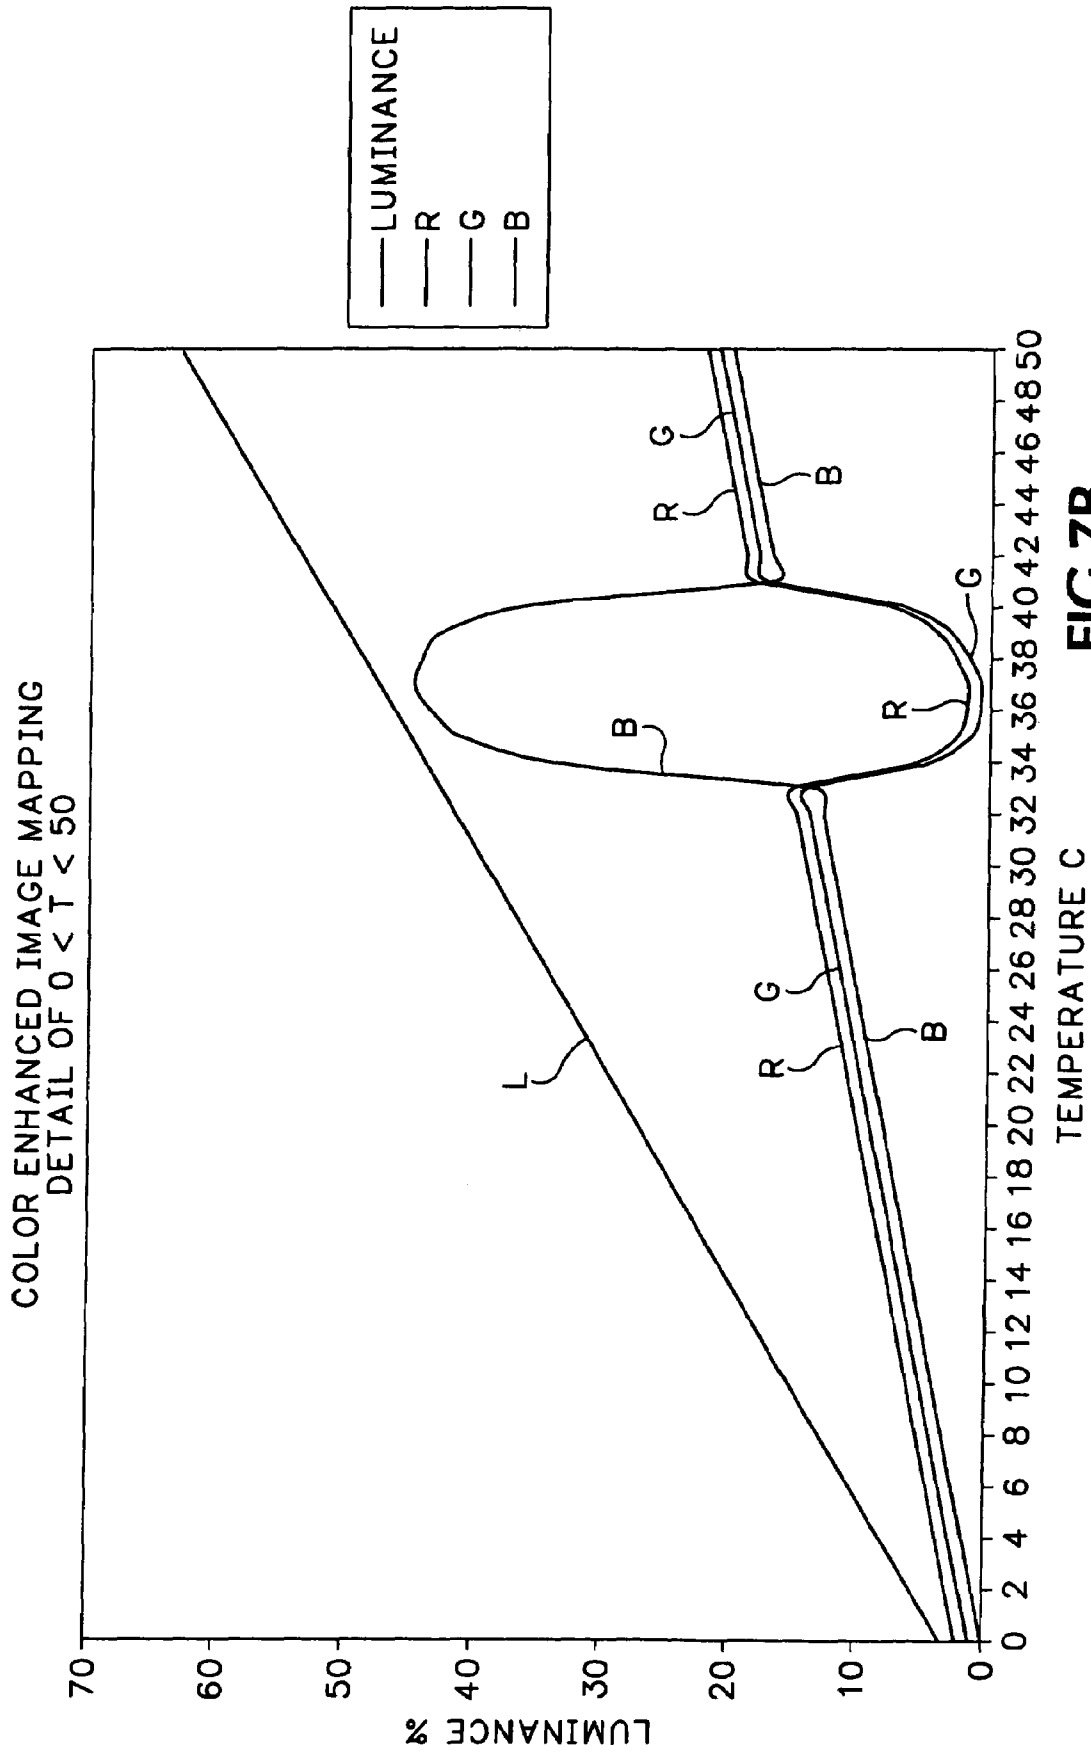 COLOR ENHANCED IMAGE MAPPING
DETAIL OF 0 < T < 50
LUMINANCE %
70
60
50
40
30
20
10
0
L
R
G
B
B
R
G
R
G
B
0 2 4 6 8 10 12 14 16 18 20 22 24 26 28 30 32 34 36 38 40 42 44 46 48 50
TEMPERATURE C
LUMINANCE
R
G
B
FIG. 7B